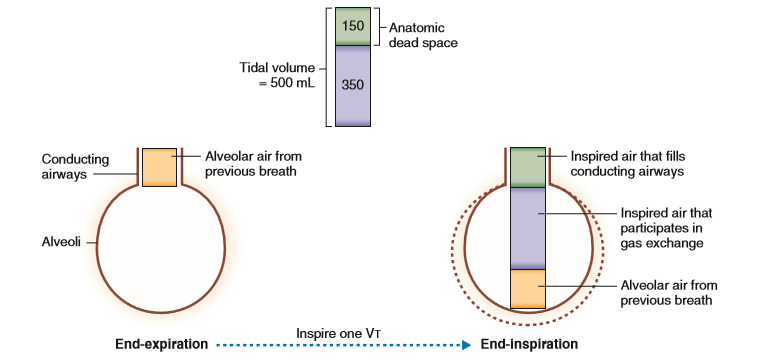 150
Anatomic
dead space
Tidal volume
= 500 mL
350
Conducting
airways
Alveolar air from
previous breath
Alveoli
End-expiration
Inspire one VT
Inspired air that fills
conducting airways
Inspired air that
participates in
gas exchange
Alveolar air from
previous breath
End-inspiration